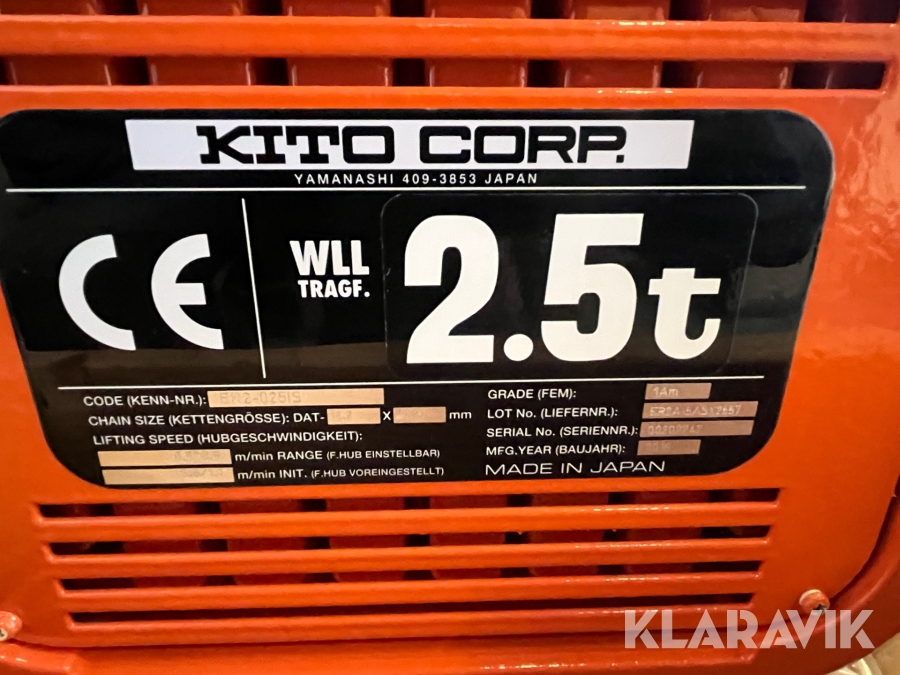 KITO CORP.
YAMANASHI 409-3853 JAPAN
CE
WLL
TRAGF.
2.5t
CODE (KENN-NR.):
CHAIN SIZE (KETTENGRÖSSE): DAT- X mm
LIFTING SPEED (HUBGESCHWINDIGKEIT):
m/min RANGE (F.HUB EINSTELLBAR)
m/min INIT. (F.HUB VOREINGESTELLT)
GRADE (FEM): 1Am
LOT No. (LIEFERNR.):
SERIAL No. (SERIENNR.):
MFG.YEAR (BAUJAHR):
MADE IN JAPAN
KLARAVIK